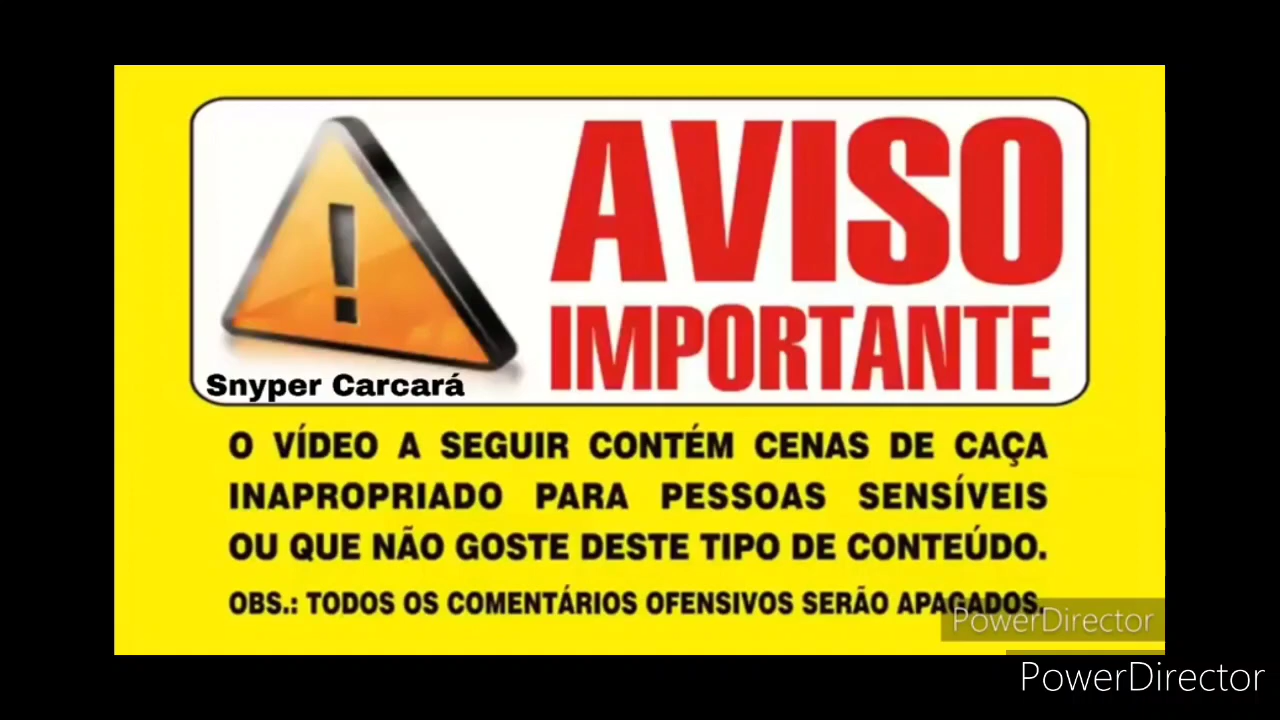 AVISO
IMPORTANTE
Snyper Carcará
O VÍDEO A SEGUIR CONTÉM CENAS DE CAÇA
INAPROPRIADO PARA PESSOAS SENSÍVEIS
OU QUE NÃO GOSTE DESTE TIPO DE CONTEÚDO.
OBS.: TODOS OS COMENTÁRIOS OFENSIVOS SERÃO APAGADOS.
PowerDirector
PowerDirector